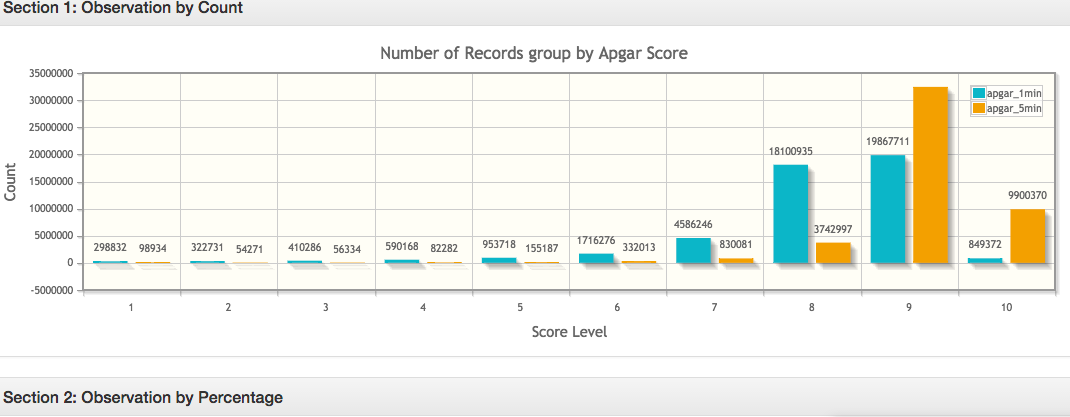 Section 1: Observation by Count
Number of Records group by Apgar Score
35000000
30000000
25000000
20000000
15000000
10000000
5000000
0
-5000000
Count
apgar_1min
apgar_5min
298832 98934 322731 54271 410286 56334 590168 82282 953718 155187 1716276 332013 4586246 830081 18100935 3742997 19867711 849372 9900370
1 2 3 4 5 6 7 8 9 10
Score Level
Section 2: Observation by Percentage